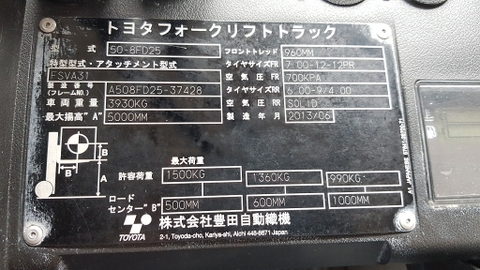 トヨタフォークリフトトラック
型 式 50-8FD25 フロントトレッド 960MM
特型型式・アタッチメント型式 タイヤサイズFR 7.00-12-12PR
FSVA31 空 気 圧 FR 700KPA
製 造 番 号 (フレームNO.) A508FD25-37428 タイヤサイズRR 6.00-9/4.00
車 両 重 量 3930KG 空 気 圧 RR SOLID
最大揚高"A" 5000MM 製 造 年 月 2013/06
B
B
A
最大荷重
許容荷重 1500KG 1360KG 990KG
ロード センター"B" 500MM 600MM 1000MM
TOYOTA 株式会社豊田自動織機
2-1, Toyoda-cho, Kariya-shi, Aichi 448-8671 Japan